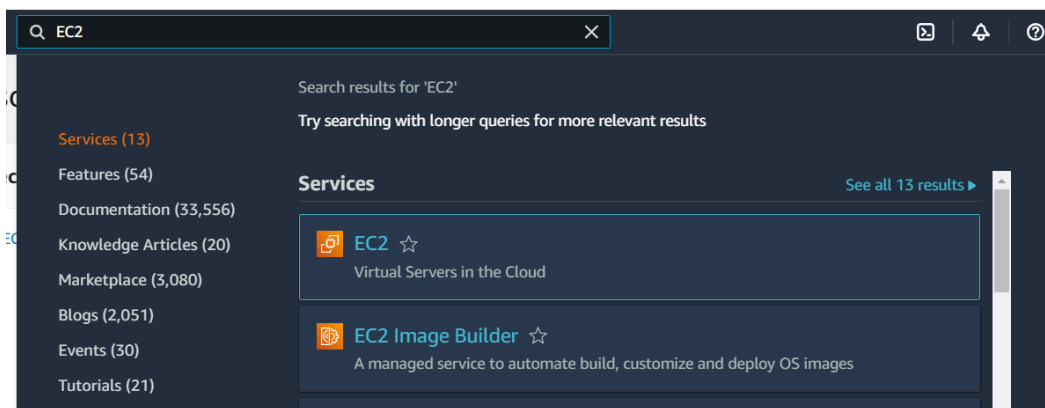 EC2
Search results for 'EC2'
Try searching with longer queries for more relevant results
Services (13)
Features (54)
Documentation (33,556)
Knowledge Articles (20)
Marketplace (3,080)
Blogs (2,051)
Events (30)
Tutorials (21)
Services
See all 13 results
EC2
Virtual Servers in the Cloud
EC2 Image Builder
A managed service to automate build, customize and deploy OS images